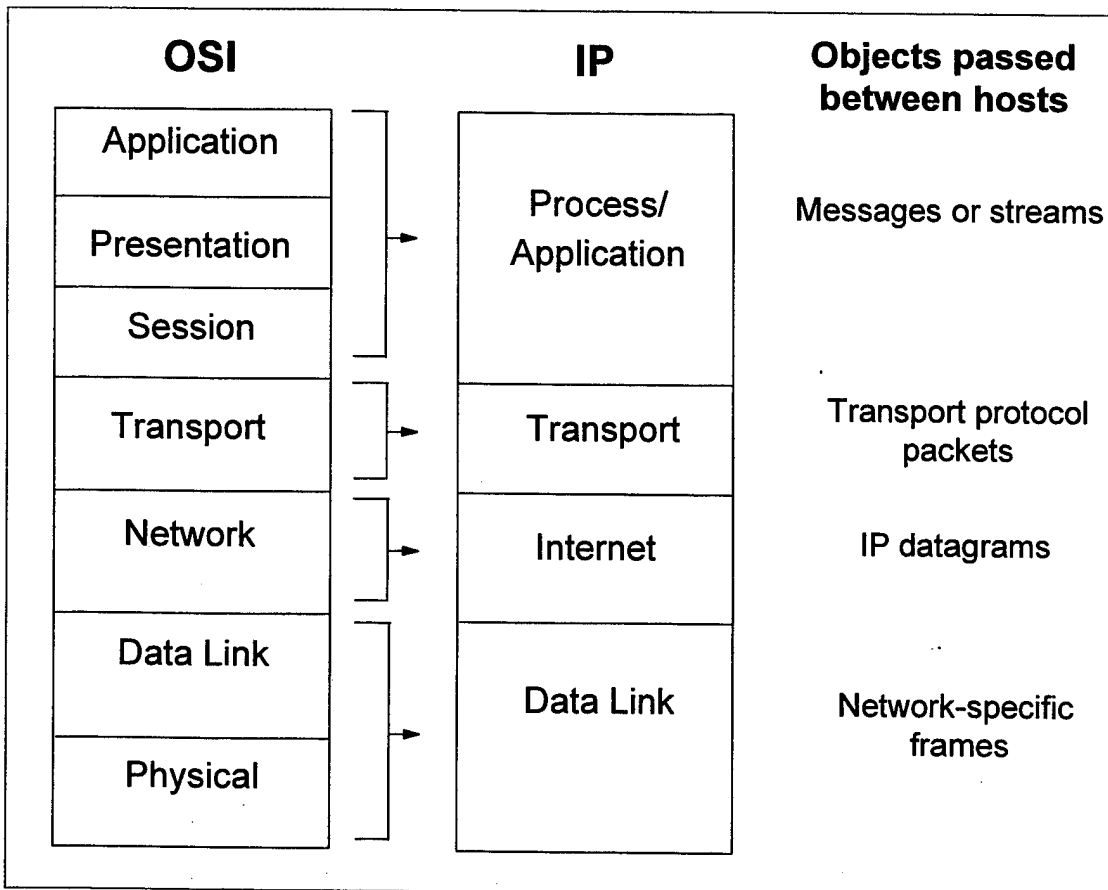 OSI
IP
Objects passed
between hosts
Application
Presentation
Session
Transport
Network
Data Link
Physical
Process/
Application
Transport
Internet
Data Link
Messages or streams
Transport protocol
packets
IP datagrams
Network-specific
frames